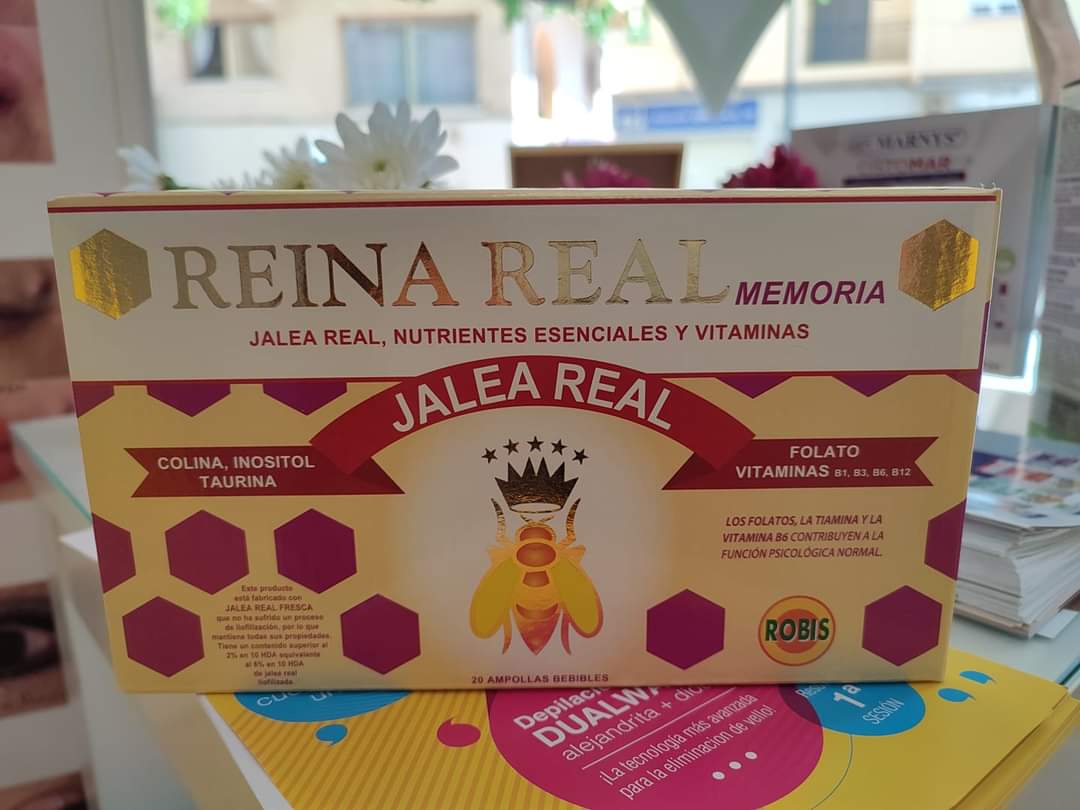 MARNYS
REINA REAL MEMORIA
JALEA REAL, NUTRIENTES ESENCIALES Y VITAMINAS
JALEA REAL
COLINA, INOSITOL
TAURINA
FOLATO
VITAMINAS B1, B3, B6, B12
LOS FOLATOS, LA TIAMINA Y LA
VITAMINA B6 CONTRIBUYEN A LA
FUNCIÓN PSICOLÓGICA NORMAL.
Este producto
está fabricado con
JALEA REAL FRESCA
que no ha sufrido un proceso
de liofilización, por lo que
mantiene todas sus propiedades.
Tiene un contenido superior al
2% en 10 HDA equivalente
al 6% en 10 HDA
de jalea real
liofilizada
ROBIS
20 AMPOLLAS BEBIBLES
Depilación
DUALWA
alejandrita + dio
¡La tecnología más avanzada
para la eliminación de vello!
1ª
SESIÓN